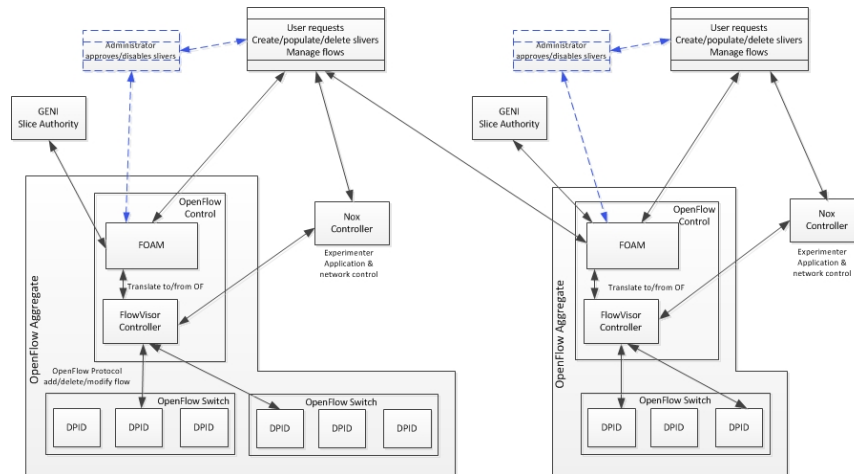 User requests
Create/populate/delete slivers
Manage flows
Administrator
approves/disables slivers
GENI
Slice Authority
OpenFlow
Control
FOAM
Nox
Controller
Experimenter
Application &
network control
Translate to/from OF
FlowVisor
Controller
OpenFlow Aggregate
OpenFlow Protocol
add/delete/modify flow
OpenFlow Switch
DPID
DPID
DPID
OpenFlow Switch
DPID
DPID
DPID
User requests
Create/populate/delete slivers
Manage flows
Administrator
approves/disables slivers
GENI
Slice Authority
OpenFlow
Control
FOAM
Nox
Controller
Experimenter
Application &
network control
Translate to/from OF
FlowVisor
Controller
OpenFlow Aggregate
OpenFlow Switch
DPID
DPID
DPID